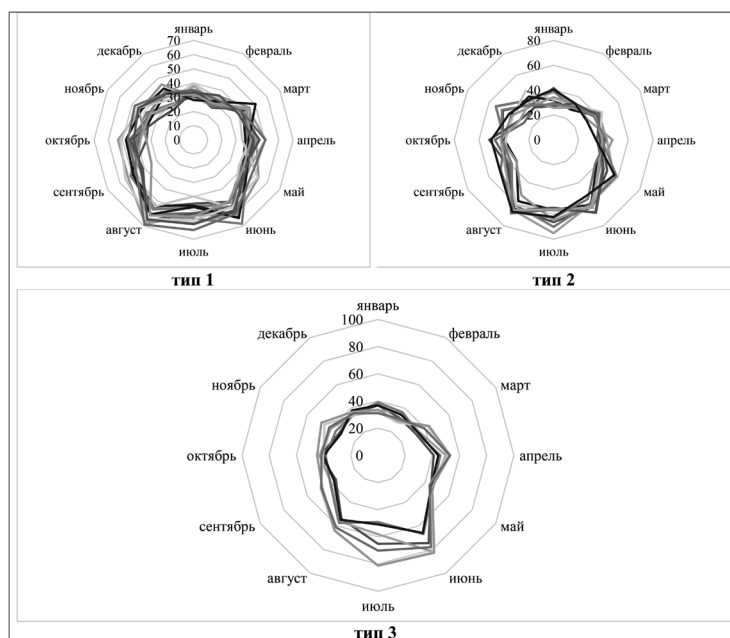 январь
февраль
март
апрель
май
июнь
июль
август
сентябрь
октябрь
ноябрь
декабрь
70
60
50
40
30
20
10
0
тип 1
январь
февраль
март
апрель
май
июнь
июль
август
сентябрь
октябрь
ноябрь
декабрь
80
60
40
20
0
тип 2
январь
февраль
март
апрель
май
июнь
июль
август
сентябрь
октябрь
ноябрь
декабрь
100
80
60
40
20
0
тип 3